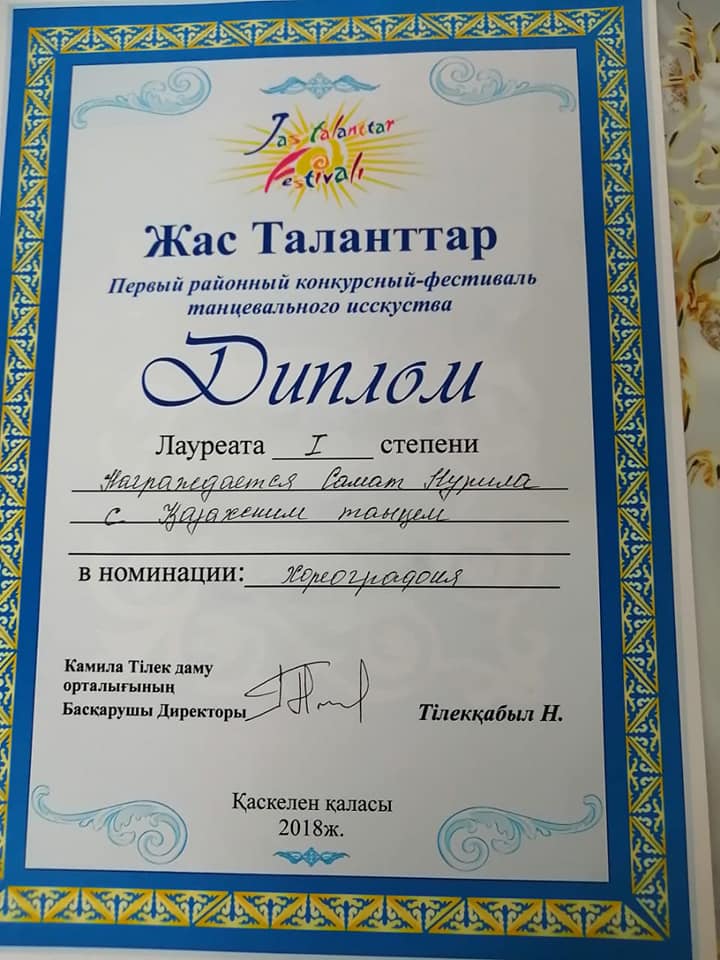 Jas talanttar
Festivali
Жас Таланттар
Первый районный конкурсный-фестиваль
танцевального исскуства
Диплом
Лауреата I степени
Награждается Самат Нурила
с Казахским танцем
в номинации: Хореография
Камила Тілек даму
орталығының
Басқарушы Директоры
Тілекқабыл Н.
Қаскелен қаласы
2018ж.